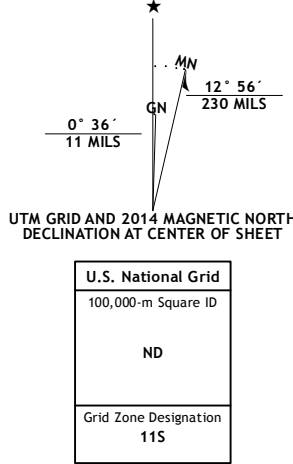 ★
MN
GN
12° 56´
230 MILS
0° 36´
11 MILS
UTM GRID AND 2014 MAGNETIC NORTH
DECLINATION AT CENTER OF SHEET
U.S. National Grid
100,000-m Square ID
ND
Grid Zone Designation
11S